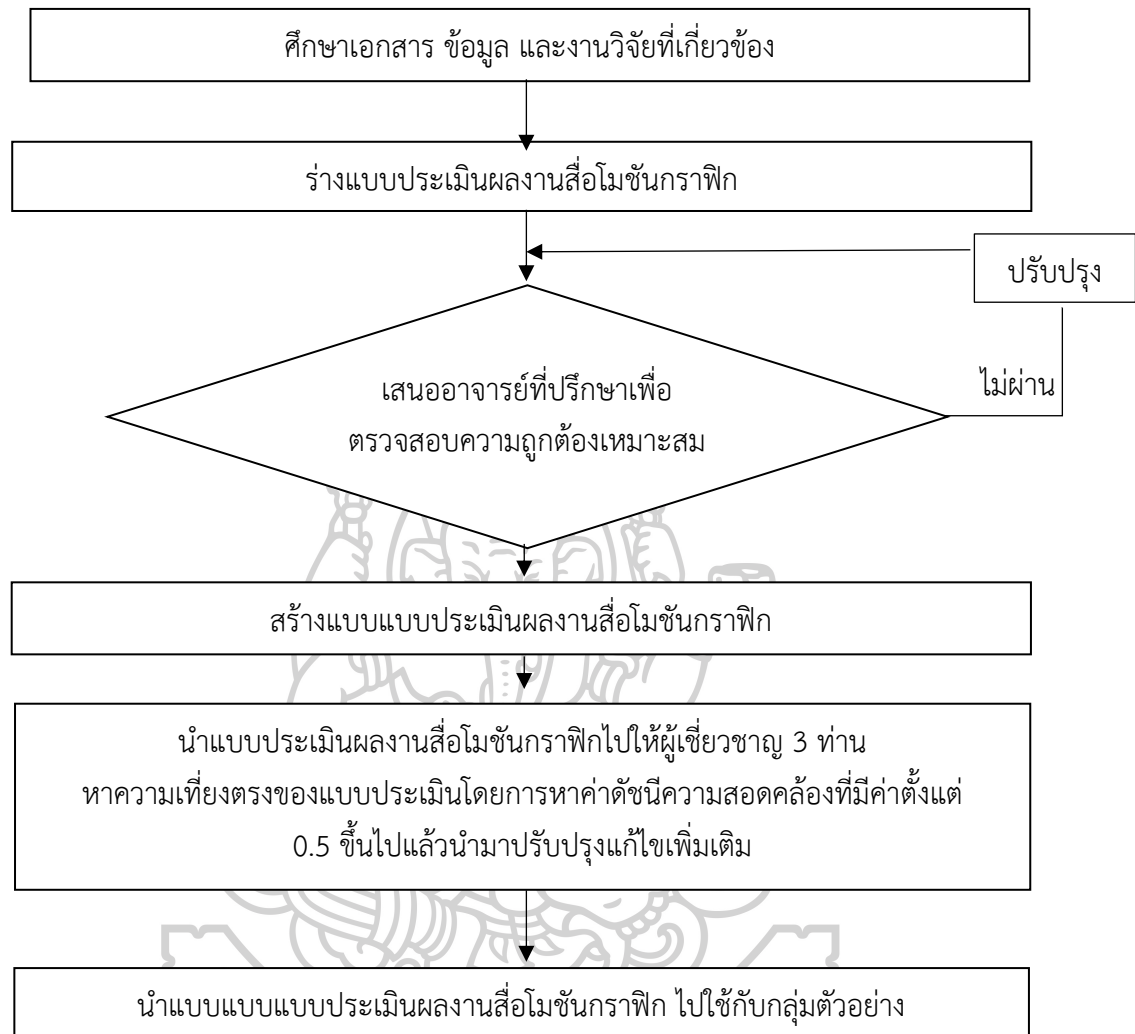 ศึกษาเอกสาร ข้อมูล และงานวิจัยที่เกี่ยวข้อง
ร่างแบบประเมินผลงานสื่อโมชันกราฟิก
ปรับปรุง
เสนออาจารย์ที่ปรึกษาเพื่อ
ตรวจสอบความถูกต้องเหมาะสม
ไม่ผ่าน
สร้างแบบแบบประเมินผลงานสื่อโมชันกราฟิก
นำแบบประเมินผลงานสื่อโมชันกราฟิกไปให้ผู้เชี่ยวชาญ 3 ท่าน
หาความเที่ยงตรงของแบบประเมินโดยการหาค่าดัชนีความสอดคล้องที่มีค่าตั้งแต่
0.5 ขึ้นไปแล้วนำมาปรับปรุงแก้ไขเพิ่มเติม
นำแบบแบบแบบประเมินผลงานสื่อโมชันกราฟิก ไปใช้กับกลุ่มตัวอย่าง